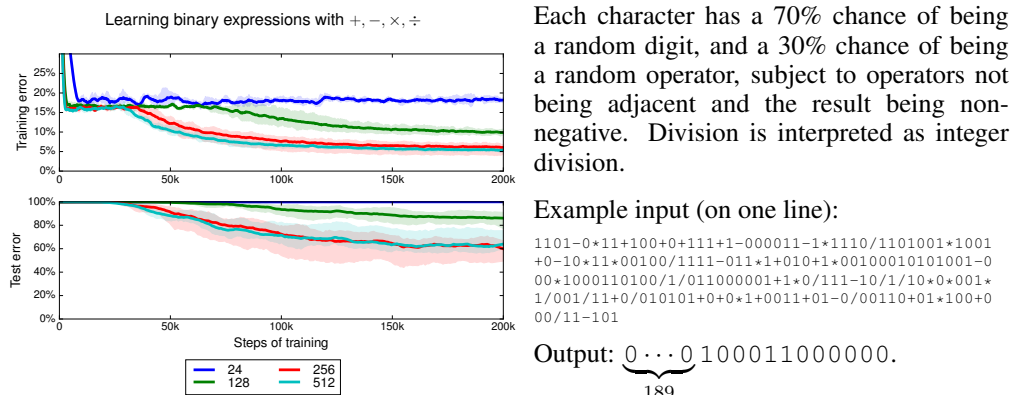 Learning binary expressions with +, −, ×, ÷
Training error
25%
20%
15%
10%
5%
0%
0
50k
100k
150k
200k
Test error
100%
80%
60%
40%
20%
0%
0
50k
100k
150k
200k
Steps of training
24
128
256
512
Each character has a 70% chance of being
a random digit, and a 30% chance of being
a random operator, subject to operators not
being adjacent and the result being non-
negative. Division is interpreted as integer
division.
Example input (on one line):
1101-0*11+100+0+111+1-000011-1*1110/1101001*1001
+0-10*11*00100/1111-011*1+010+1*00100010101001-0
00*1000110100/1/011000001+1*0/111-10/1/10*0*001*
1/001/11+0/010101+0+0*1+0011+01-0/00110+01*100+0
00/11-101
Output: 0···0100011000000.
189